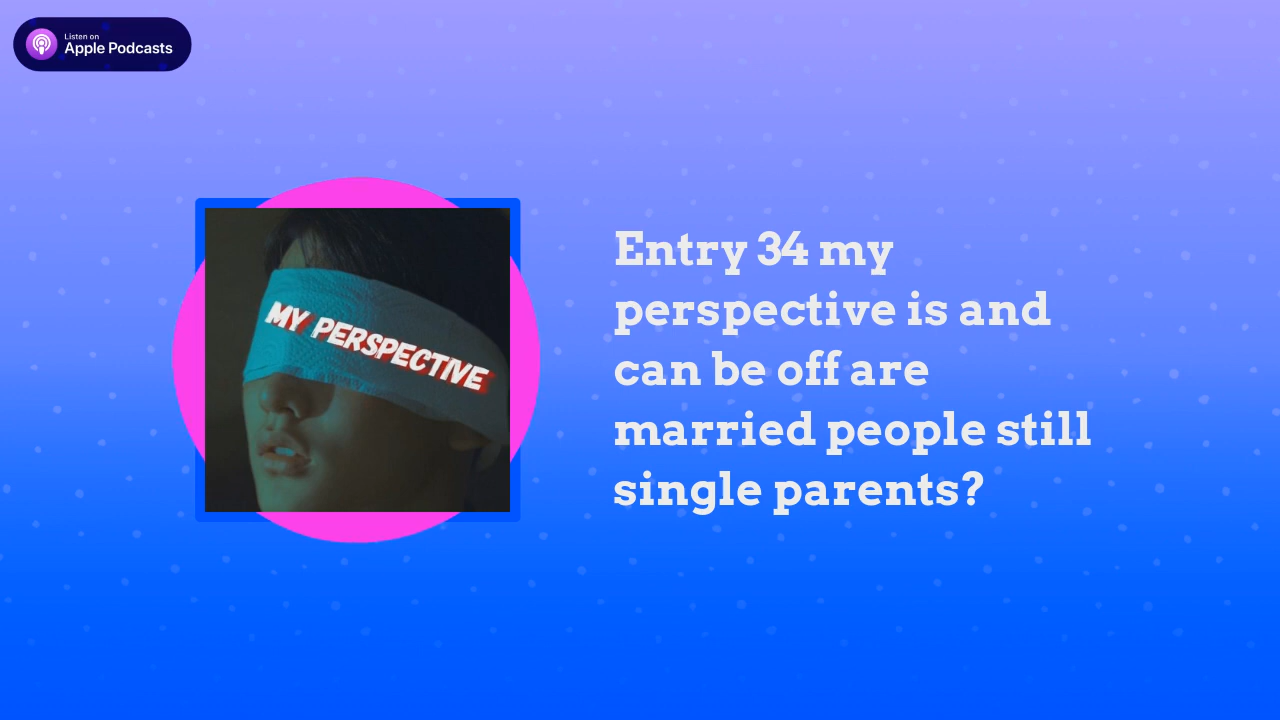 Listen on
Apple Podcasts
MY PERSPECTIVE
Entry 34 my
perspective is and
can be off are
married people still
single parents?